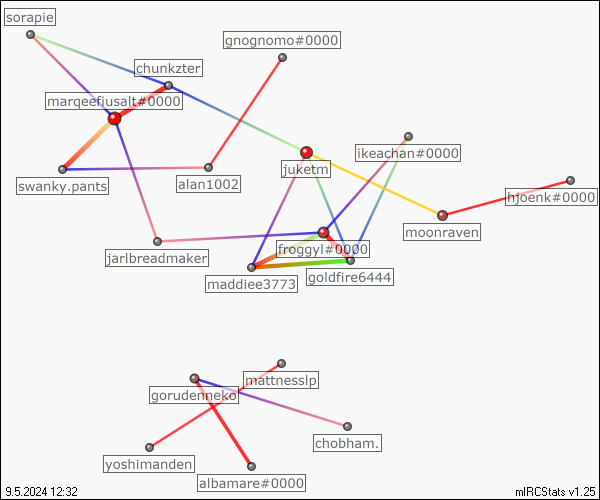 sorapie
gnognomo#0000
chunkzter
marqeefiusalt#0000
ikeachan#0000
juketm
swanky.pants
alan1002
hjoenk#0000
moonraven
froggyl#0000
jarlbreadmaker
goldfire6444
maddiee3773
mattnesslp
gorudenneko
chobham.
yoshimanden
albamare#0000
9.5.2024 12:32
mIRCStats v1.25